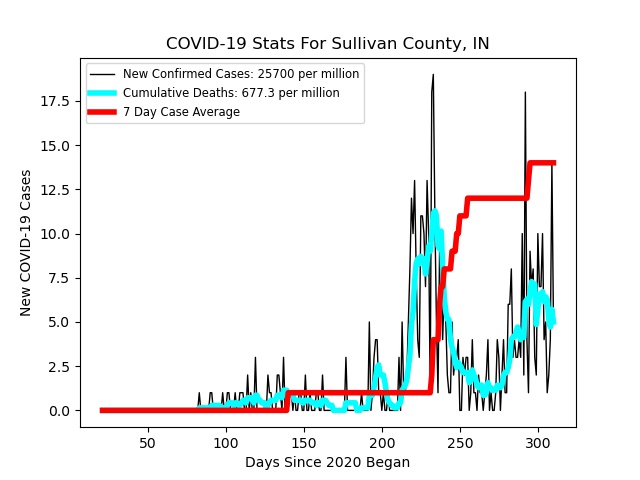 COVID-19 Stats For Sullivan County, IN
New Confirmed Cases: 25700 per million
Cumulative Deaths: 677.3 per million
7 Day Case Average
New COVID-19 Cases
17.5
15.0
12.5
10.0
7.5
5.0
2.5
0.0
50 100 150 200 250 300
Days Since 2020 Began